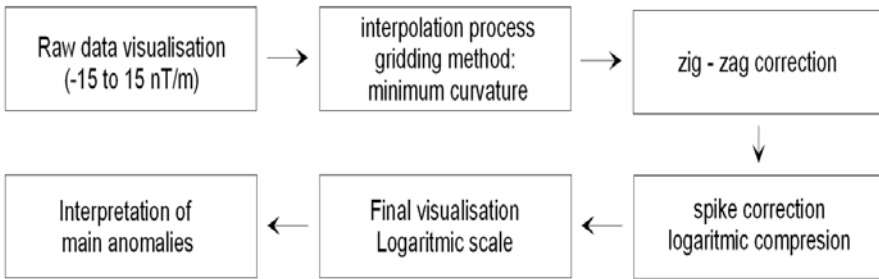 Raw data visualisation
(-15 to 15 nT/m)
interpolation process
gridding method:
minimum curvature
zig - zag correction
spike correction
logaritmic compresion
Final visualisation
Logaritmic scale
Interpretation of
main anomalies